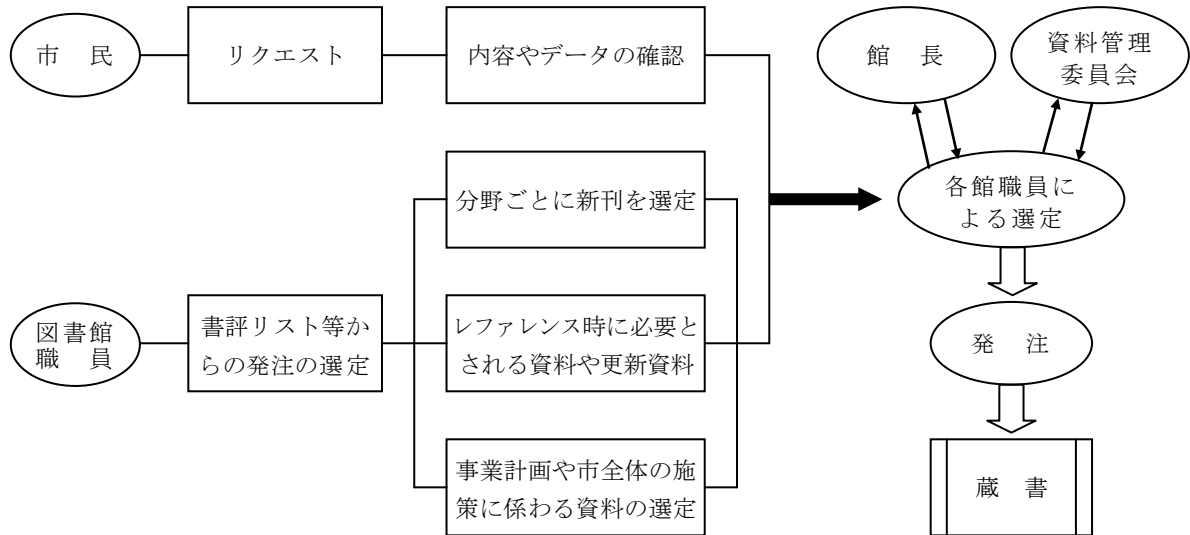 市　民
リクエスト
内容やデータの確認
館　長
資料管理
委員会
分野ごとに新刊を選定
各館職員に
よる選定
図書館
職　員
書評リスト等か
らの発注の選定
レファレンス時に必要と
される資料や更新資料
発　注
事業計画や市全体の施
策に係わる資料の選定
蔵　書